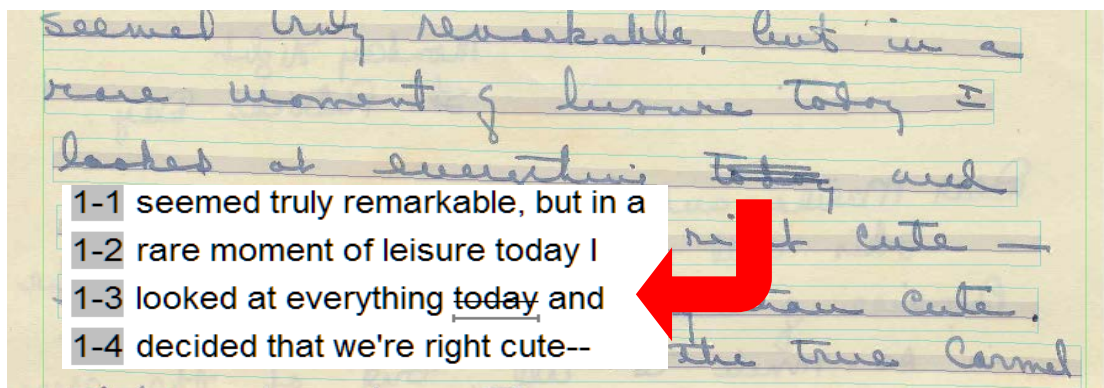 seemed truly remarkable, but in a
rare moment of leisure today I
looked at everything ~~today~~ and
1-1 seemed truly remarkable, but in a
1-2 rare moment of leisure today I
1-3 looked at everything ~~today~~ and
1-4 decided that we're right cute--
right cute —
than cute.
the true Carmel